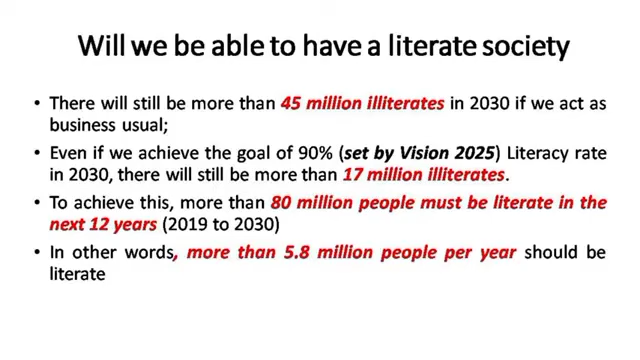 Will we be able to have a literate society
• There will still be more than 45 million illiterates in 2030 if we act as
business usual;
• Even if we achieve the goal of 90% (set by Vision 2025) Literacy rate
in 2030, there will still be more than 17 million illiterates.
• To achieve this, more than 80 million people must be literate in the
next 12 years (2019 to 2030)
• In other words, more than 5.8 million people per year should be
literate